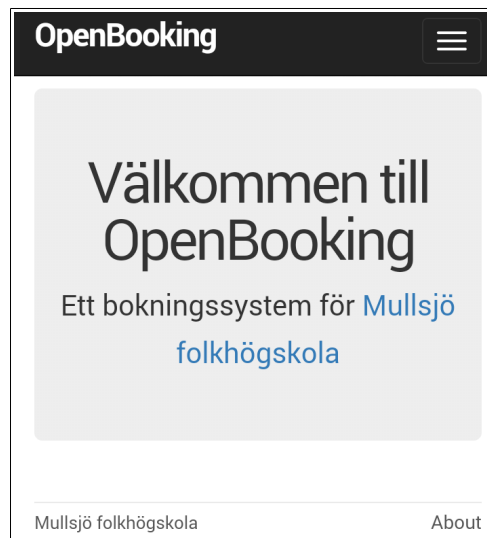 OpenBooking
Välkommen till
OpenBooking
Ett bokningssystem för Mullsjö
folkhögskola
Mullsjö folkhögskola About